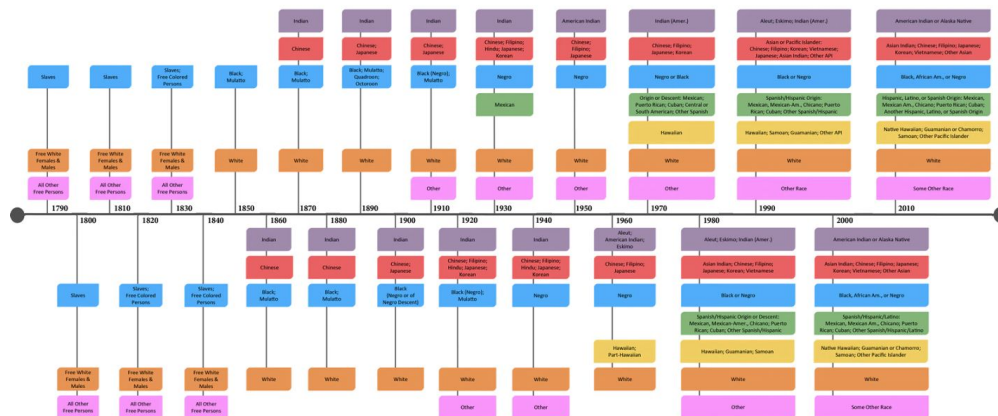 Indian
Indian
Indian
Indian
American Indian
Indian (Amer.)
Aleut; Eskimo; Indian (Amer.)
American Indian or Alaska Native
Chinese
Chinese;
Japanese
Chinese;
Japanese
Chinese; Filipino;
Hindu; Japanese;
Korean
Chinese;
Filipino;
Japanese
Chinese; Filipino;
Japanese; Korean
Asian or Pacific Islander:
Chinese; Filipino; Korean; Vietnamese;
Japanese; Asian Indian; Other API
Asian Indian; Chinese; Filipino; Japanese;
Korean; Vietnamese; Other Asian
Slaves
Slaves
Slaves;
Free Colored
Persons
Black;
Mulatto
Black;
Mulatto
Black; Mulatto;
Quadroon;
Octoroon
Black (Negro);
Mulatto
Negro
Negro
Negro or Black
Black or Negro
Black, African Am., or Negro
Mexican
Origin or Descent: Mexican;
Puerto Rican; Cuban; Central or
South American; Other Spanish
Spanish/Hispanic Origin:
Mexican, Mexican Am., Chicano; Puerto
Rican; Cuban; Other Spanish/Hispanic
Hispanic, Latino, or Spanish Origin: Mexican,
Mexican Am., Chicano; Puerto Rican; Cuban;
Another Hispanic, Latino, or Spanish Origin
Hawaiian
Hawaiian; Samoan; Guamanian; Other API
Native Hawaiian; Guamanian or Chamorro;
Samoan; Other Pacific Islander
Free White
Females &
Males
Free White
Females &
Males
Free White
Females &
Males
White
White
White
White
White
White
White
White
White
All Other
Free Persons
All Other
Free Persons
All Other
Free Persons
Other
Other
Other
Other
Other Race
Some Other Race
1790
1810
1830
1850
1870
1890
1910
1930
1950
1970
1990
2010
1800
1820
1840
1860
1880
1900
1920
1940
1960
1980
2000
Indian
Indian
Indian
Indian
Indian
Aleut;
American Indian;
Eskimo
Aleut; Eskimo; Indian (Amer.)
American Indian or Alaska Native
Chinese
Chinese
Chinese;
Japanese
Chinese; Filipino;
Hindu; Japanese;
Korean
Chinese; Filipino;
Hindu; Japanese;
Korean
Chinese; Filipino;
Japanese
Asian Indian; Chinese; Filipino;
Japanese; Korean; Vietnamese
Asian Indian; Chinese; Filipino; Japanese;
Korean; Vietnamese; Other Asian
Slaves
Slaves; Free
Colored
Persons
Slaves;
Free Colored
Persons
Black;
Mulatto
Black;
Mulatto
Black
(Negro or of
Negro Descent)
Black (Negro);
Mulatto
Negro
Negro
Black or Negro
Black, African Am., or Negro
Spanish/Hispanic Origin or Descent:
Mexican, Mexican-Amer., Chicano; Puerto
Rican; Cuban; Other Spanish/Hispanic
Spanish/Hispanic/Latino:
Mexican, Mexican Am., Chicano; Puerto
Rican; Cuban; Other Spanish/Hispanic/Latino
Hawaiian;
Part-Hawaiian
Hawaiian; Guamanian; Samoan
Native Hawaiian; Guamanian or Chamorro;
Samoan; Other Pacific Islander
Free White
Females &
Males
Free White
Females &
Males
Free White
Females &
Males
White
White
White
White
White
White
White
White
All Other
Free Persons
All Other
Free Persons
All Other
Free Persons
Other
Other
Other
Some Other Race